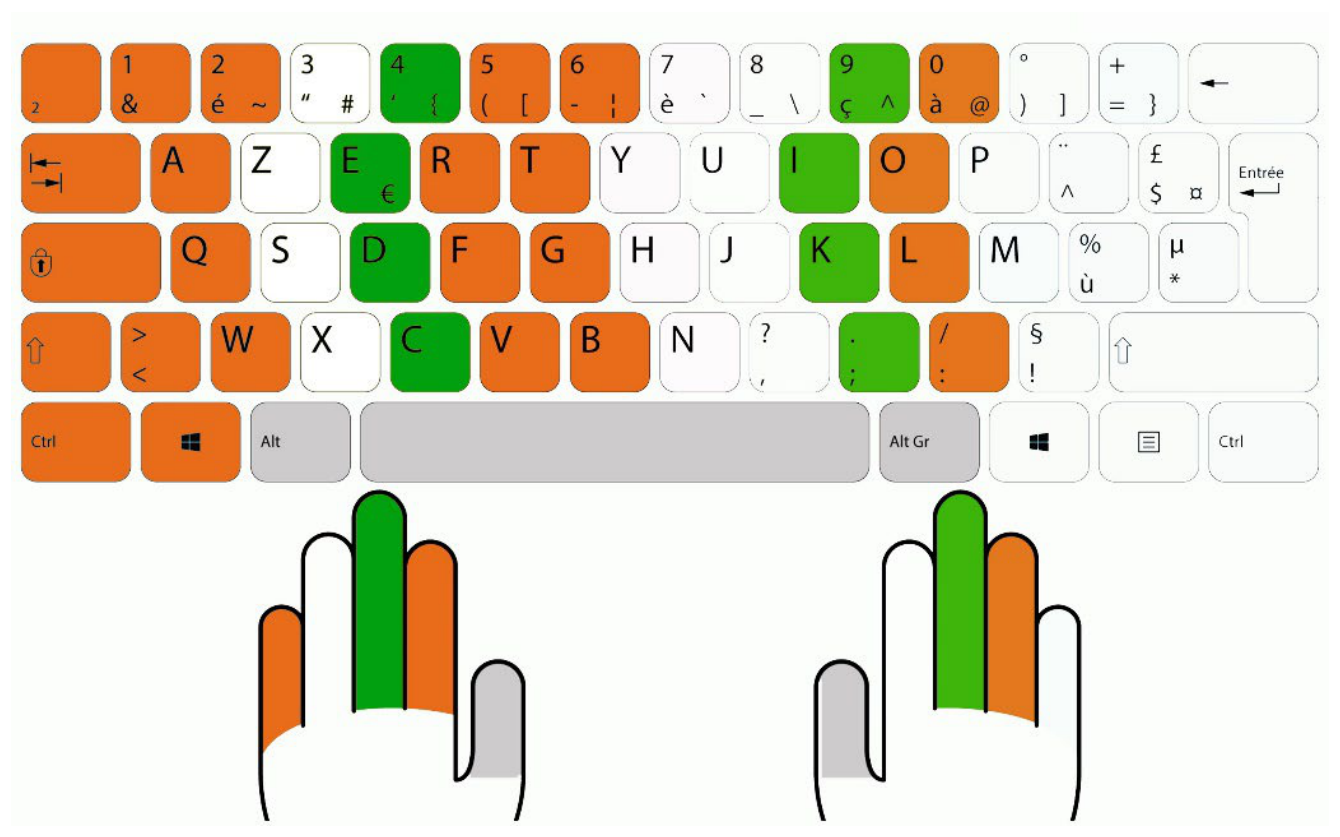 1 2 3 4 5 6 7 8 9 0 ° +
2 & é ~ " # ' { ( [ - ¦ è ` _ \ ç ^ à @ ) ] = }
A Z E R T Y U I O P ¨ £ Entrée
€ ^ $ ¤
Q S D F G H J K L M % µ
ù *
> W X C V B N ? . / §
< , ; : !
Ctrl Alt Alt Gr Ctrl